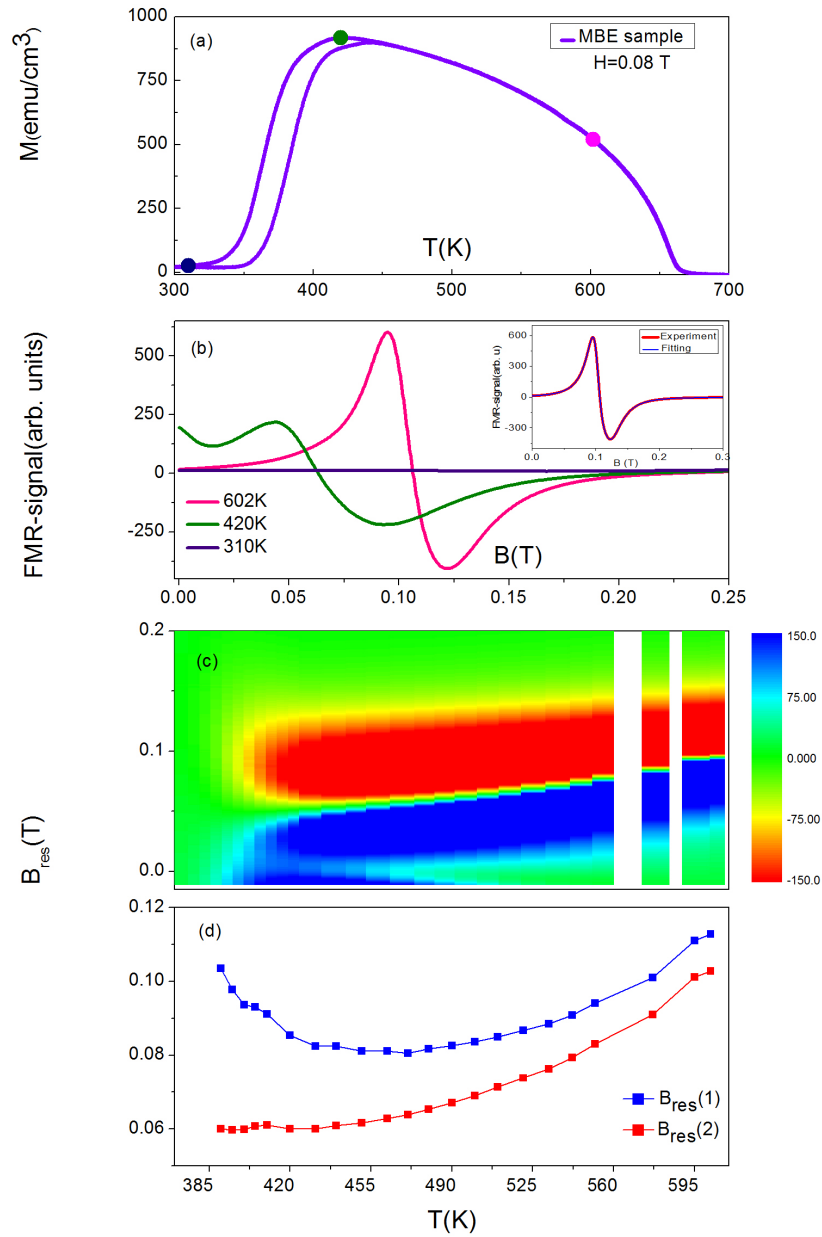 1000
750
500
250
0
M(emu/cm³)
(a)
MBE sample
H=0.08 T
T(K)
300 400 500 600 700
500
250
0
-250
FMR-signal(arb. units)
(b)
602K
420K
310K
B(T)
0.00 0.05 0.10 0.15 0.20 0.25
600
300
0
-300
FMR-signal(arb. u)
Experiment
Fitting
0.0 0.1 0.2 0.3
B (T)
0.2
0.1
0.0
B_res(T)
(c)
150.0
75.00
0.000
-75.00
-150.0
0.12
0.10
0.08
0.06
(d)
B_res(1)
B_res(2)
385 420 455 490 525 560 595
T(K)